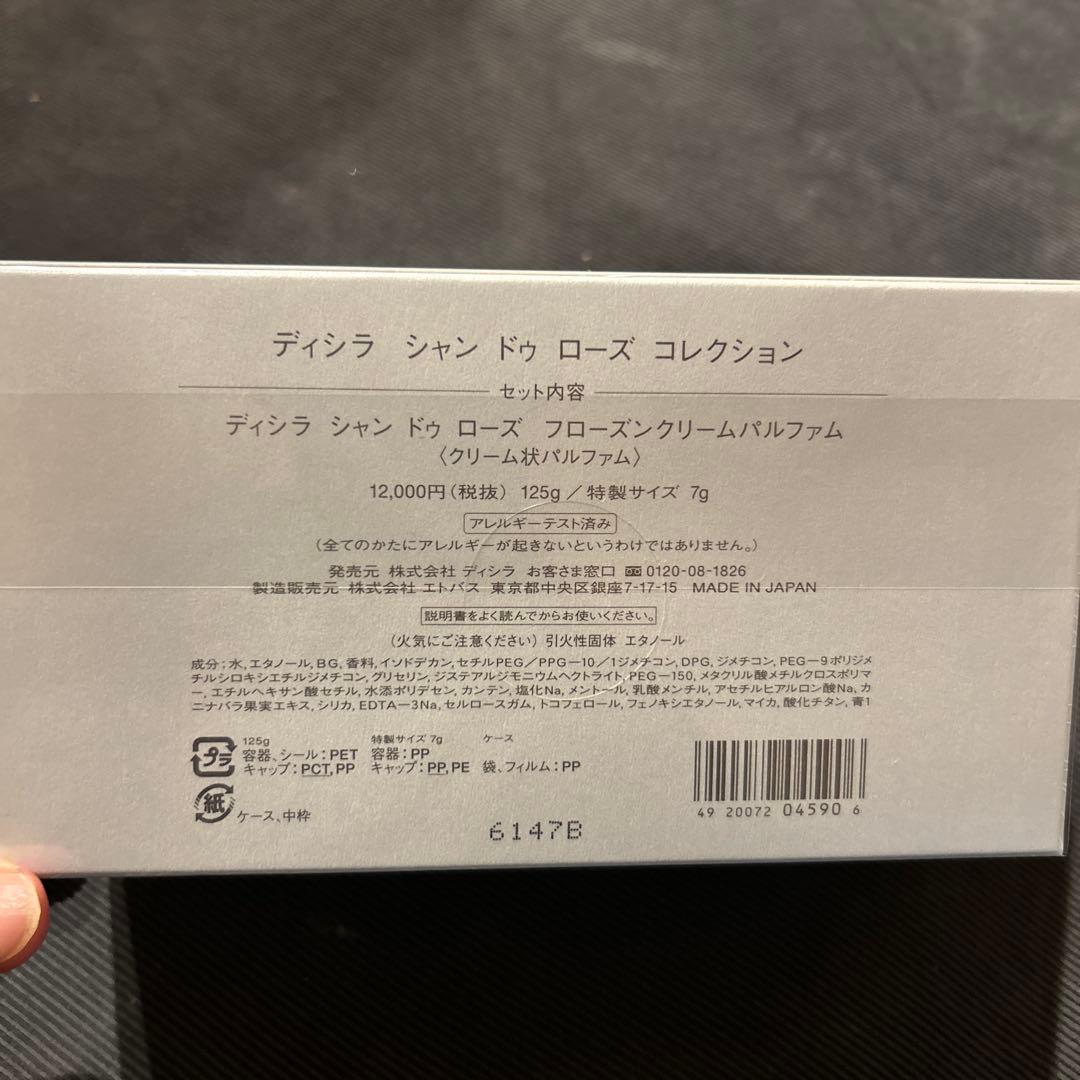 ディシラ シャン ドゥ ローズ コレクション
セット内容
ディシラ シャン ドゥ ローズ フローズンクリームパルファム
〈クリーム状パルファム〉
12,000円(税抜) 125g/特製サイズ 7g
アレルギーテスト済み
(全てのかたにアレルギーが起きないというわけではありません。)
発売元 株式会社 ディシラ お客さま窓口 0120-08-1826
製造販売元 株式会社 エトバス 東京都中央区銀座7-17-15 MADE IN JAPAN
説明書をよく読んでからお使いください。
(火気にご注意ください) 引火性固体 エタノール
成分;水,エタノール,BG,香料,イソドデカン,セチルPEG/PPG-10/1ジメチコン,DPG,ジメチコン,PEG-9ポリジメ
チルシロキシエチルジメチコン,グリセリン,ジステアルジモニウムヘクトライト,PEG-150,メタクリル酸メチルクロスポリマ
ー,エチルヘキサン酸セチル,水添ポリデセン,カンテン,塩化Na,メントール,乳酸メンチル,アセチルヒアルロン酸Na,カ
ニナバラ果実エキス,シリカ,EDTA-3Na,セルロースガム,トコフェロール,フェノキシエタノール,マイカ,酸化チタン,青1
125g 特製サイズ 7g ケース
プラ 容器、シール:PET 容器:PP
キャップ:PCT,PP キャップ:PP,PE 袋、フィルム:PP
紙 ケース、中枠
49 20072 04590 6
6147B